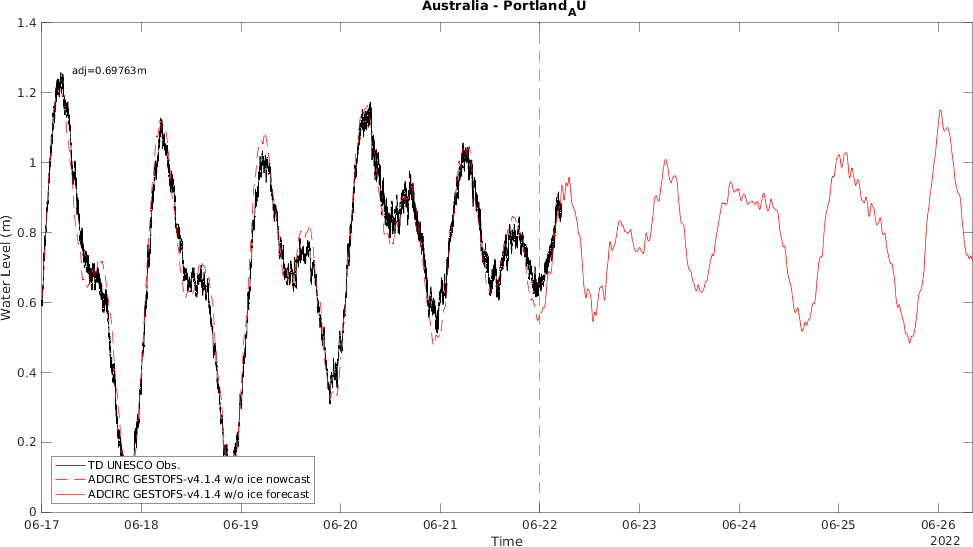 Australia - Portland_AU
1.4
1.2
1
0.8
0.6
0.4
0.2
0
Water Level (m)
adj=0.69763m
TD UNESCO Obs.
ADCIRC GESTOFS-v4.1.4 w/o ice nowcast
ADCIRC GESTOFS-v4.1.4 w/o ice forecast
06-17 06-18 06-19 06-20 06-21 06-22 06-23 06-24 06-25 06-26
Time
2022